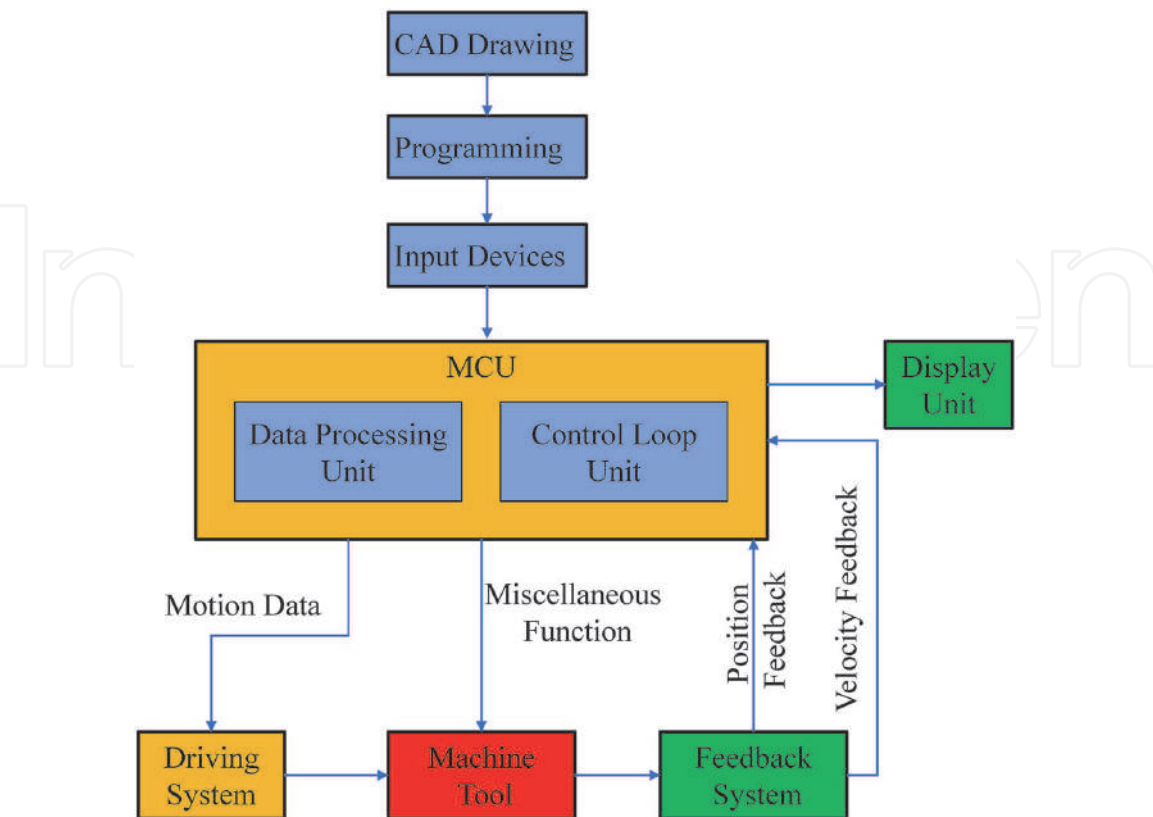 CAD Drawing
Programming
Input Devices
MCU
Data Processing
Unit
Control Loop
Unit
Display
Unit
Motion Data
Miscellaneous
Function
Position
Feedback
Velocity Feedback
Driving
System
Machine
Tool
Feedback
System